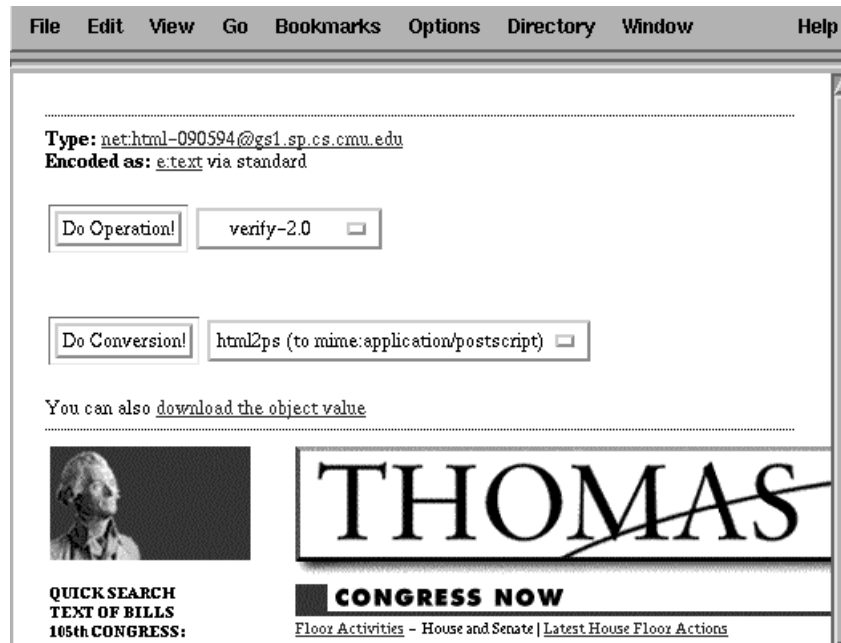 File Edit View Go Bookmarks Options Directory Window Help
Type: net:html-090594@gs1.sp.cs.cmu.edu
Encoded as: e:text via standard
Do Operation! verify-2.0
Do Conversion! html2ps (to mime:application/postscript)
You can also download the object value
THOMAS
CONGRESS NOW
QUICK SEARCH
TEXT OF BILLS
105th CONGRESS:
Floor Activities - House and Senate | Latest House Floor Actions